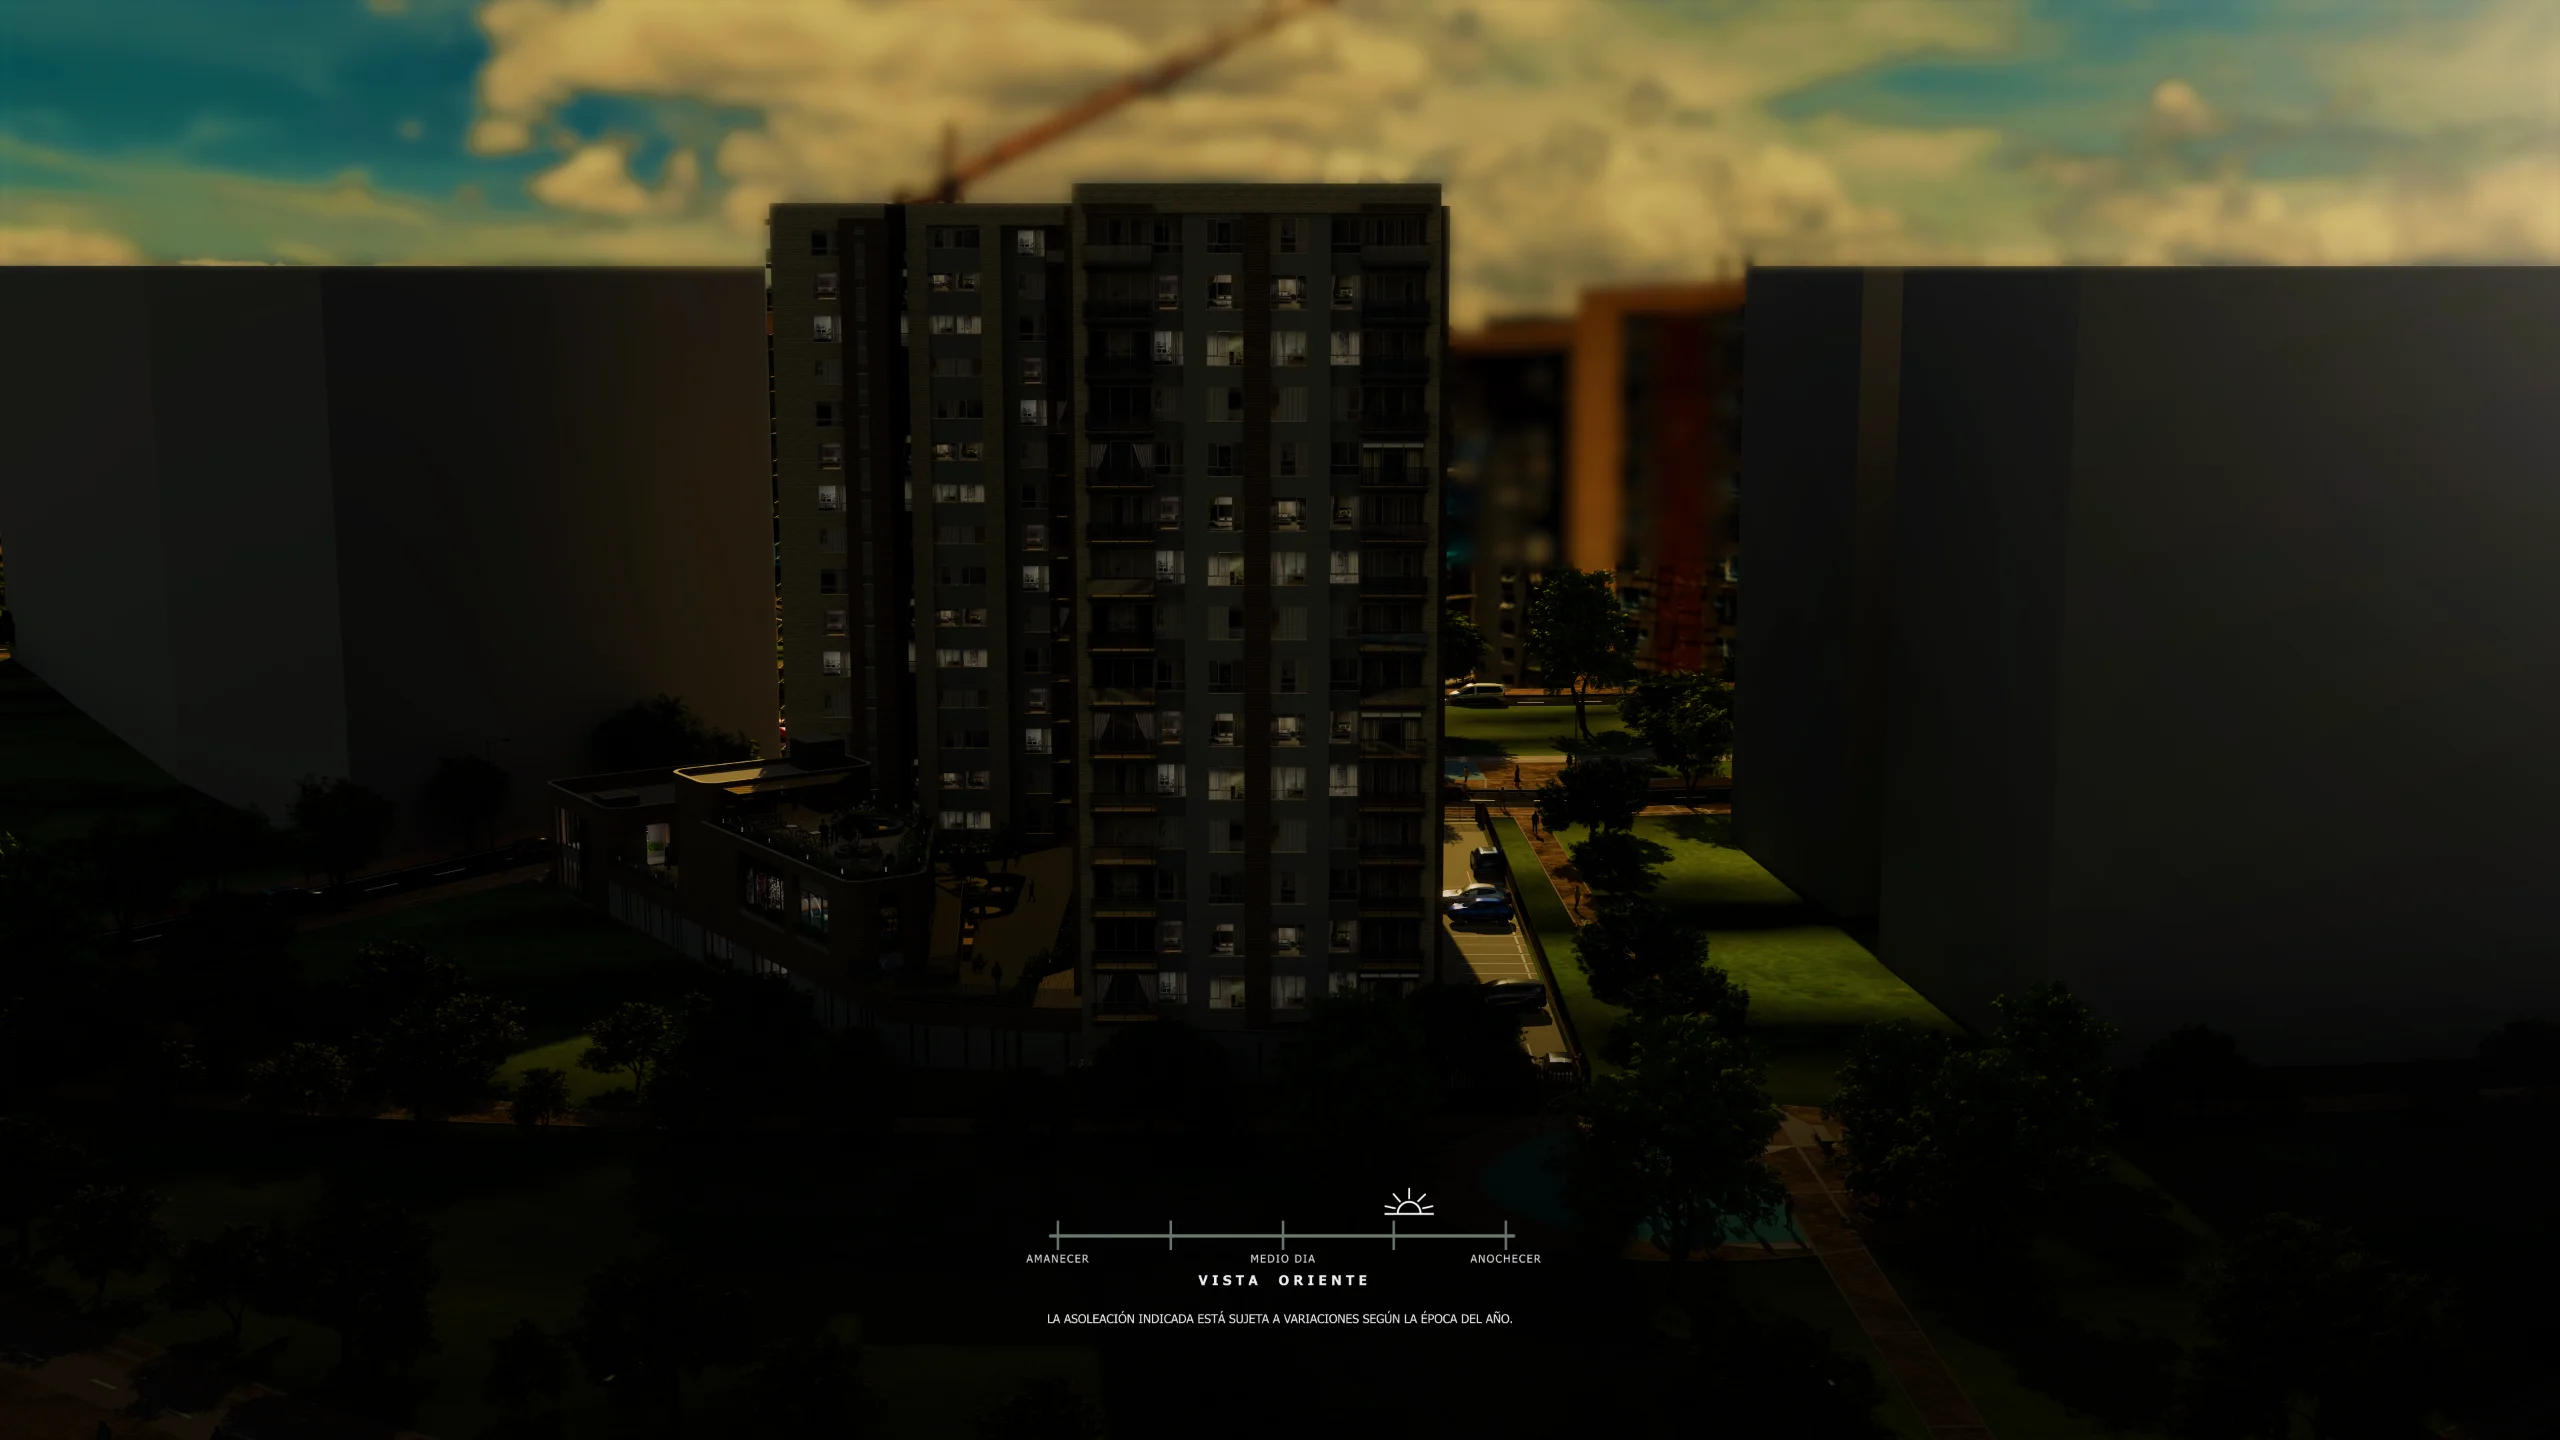 AMANECER MEDIO DIA ANOCHECER
VISTA ORIENTE
LA ASOLEACIÓN INDICADA ESTÁ SUJETA A VARIACIONES SEGÚN LA ÉPOCA DEL AÑO.